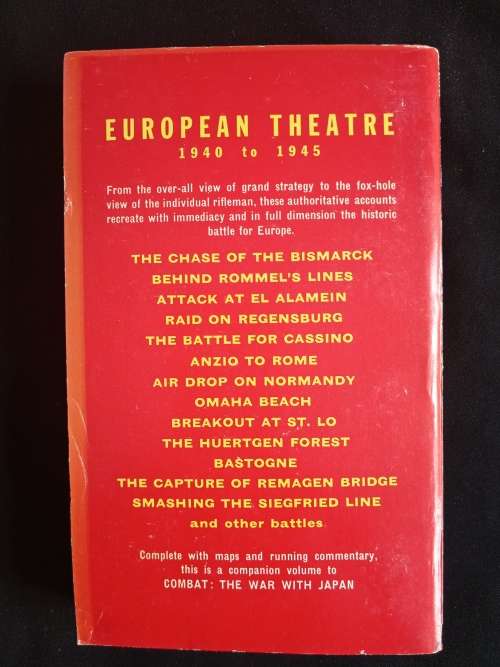 EUROPEAN THEATRE
1940 to 1945
From the over-all view of grand strategy to the fox-hole
view of the individual rifleman, these authoritative accounts
recreate with immediacy and in full dimension the historic
battle for Europe.
THE CHASE OF THE BISMARCK
BEHIND ROMMEL'S LINES
ATTACK AT EL ALAMEIN
RAID ON REGENSBURG
THE BATTLE FOR CASSINO
ANZIO TO ROME
AIR DROP ON NORMANDY
OMAHA BEACH
BREAKOUT AT ST. LO
THE HUERTGEN FOREST
BASTOGNE
THE CAPTURE OF REMAGEN BRIDGE
SMASHING THE SIEGFRIED LINE
and other battles
Complete with maps and running commentary,
this is a companion volume to
COMBAT: THE WAR WITH JAPAN